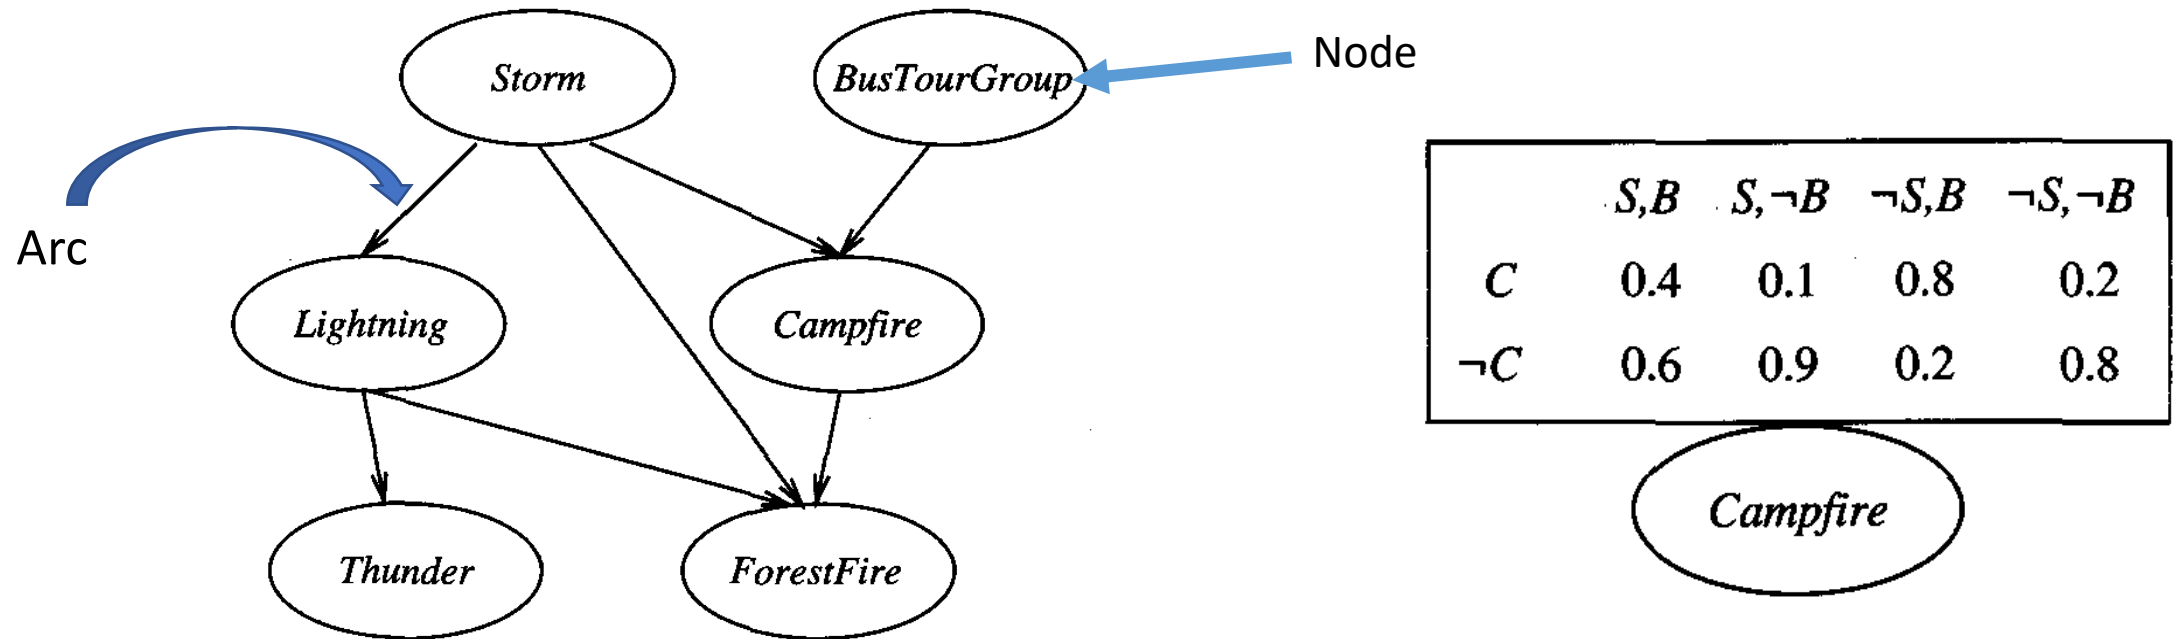 Storm
BusTourGroup
Node
Arc
Lightning
Campfire
Thunder
ForestFire
S,B S,¬B ¬S,B ¬S,¬B
C 0.4 0.1 0.8 0.2
¬C 0.6 0.9 0.2 0.8
Campfire